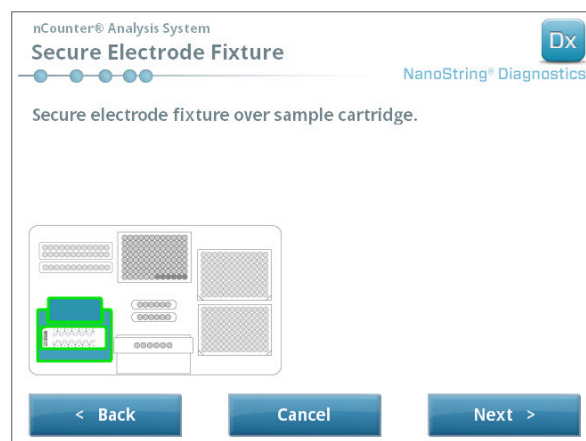 nCounter® Analysis System
Secure Electrode Fixture
Dx
NanoString® Diagnostics
Secure electrode fixture over sample cartridge.
< Back
Cancel
Next >